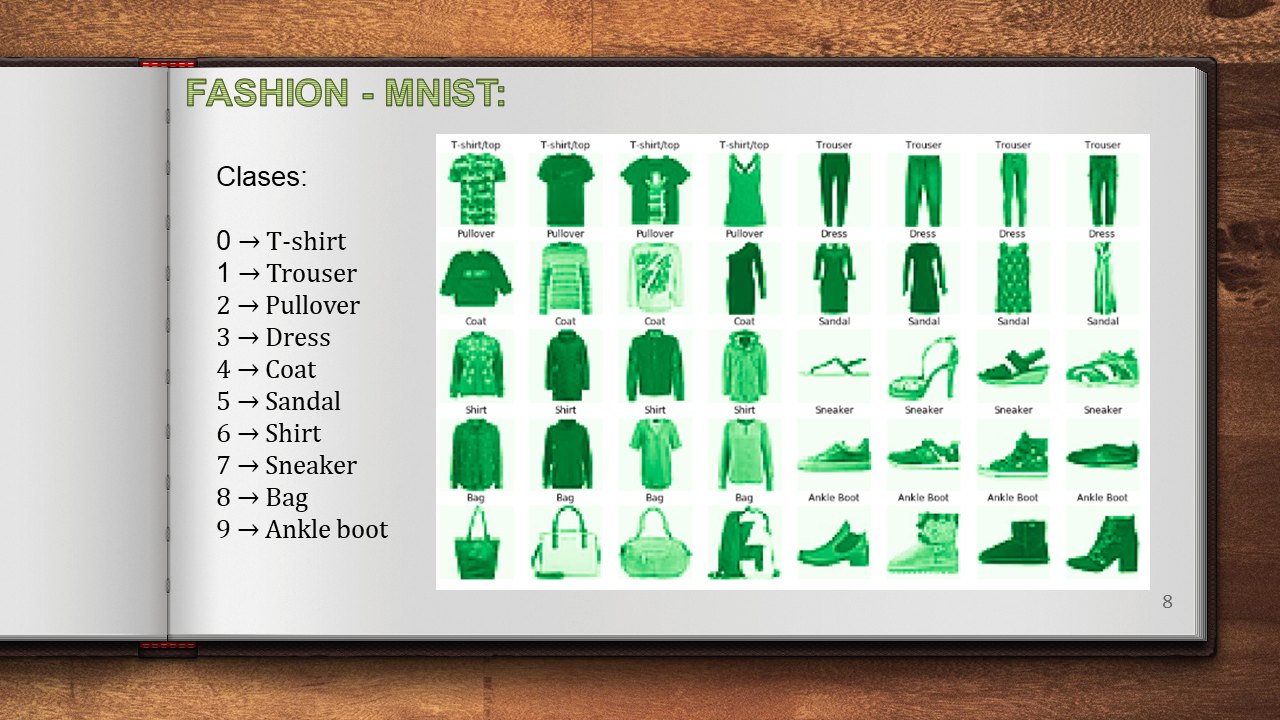 FASHION - MNIST:
Clases:
0 → T-shirt
1 → Trouser
2 → Pullover
3 → Dress
4 → Coat
5 → Sandal
6 → Shirt
7 → Sneaker
8 → Bag
9 → Ankle boot
T-shirt/top T-shirt/top T-shirt/top T-shirt/top Trouser Trouser Trouser Trouser
Pullover Pullover Pullover Pullover Dress Dress Dress Dress
Coat Coat Coat Coat Sandal Sandal Sandal Sandal
Shirt Shirt Shirt Shirt Sneaker Sneaker Sneaker Sneaker
Bag Bag Bag Bag Ankle Boot Ankle Boot Ankle Boot Ankle Boot
8